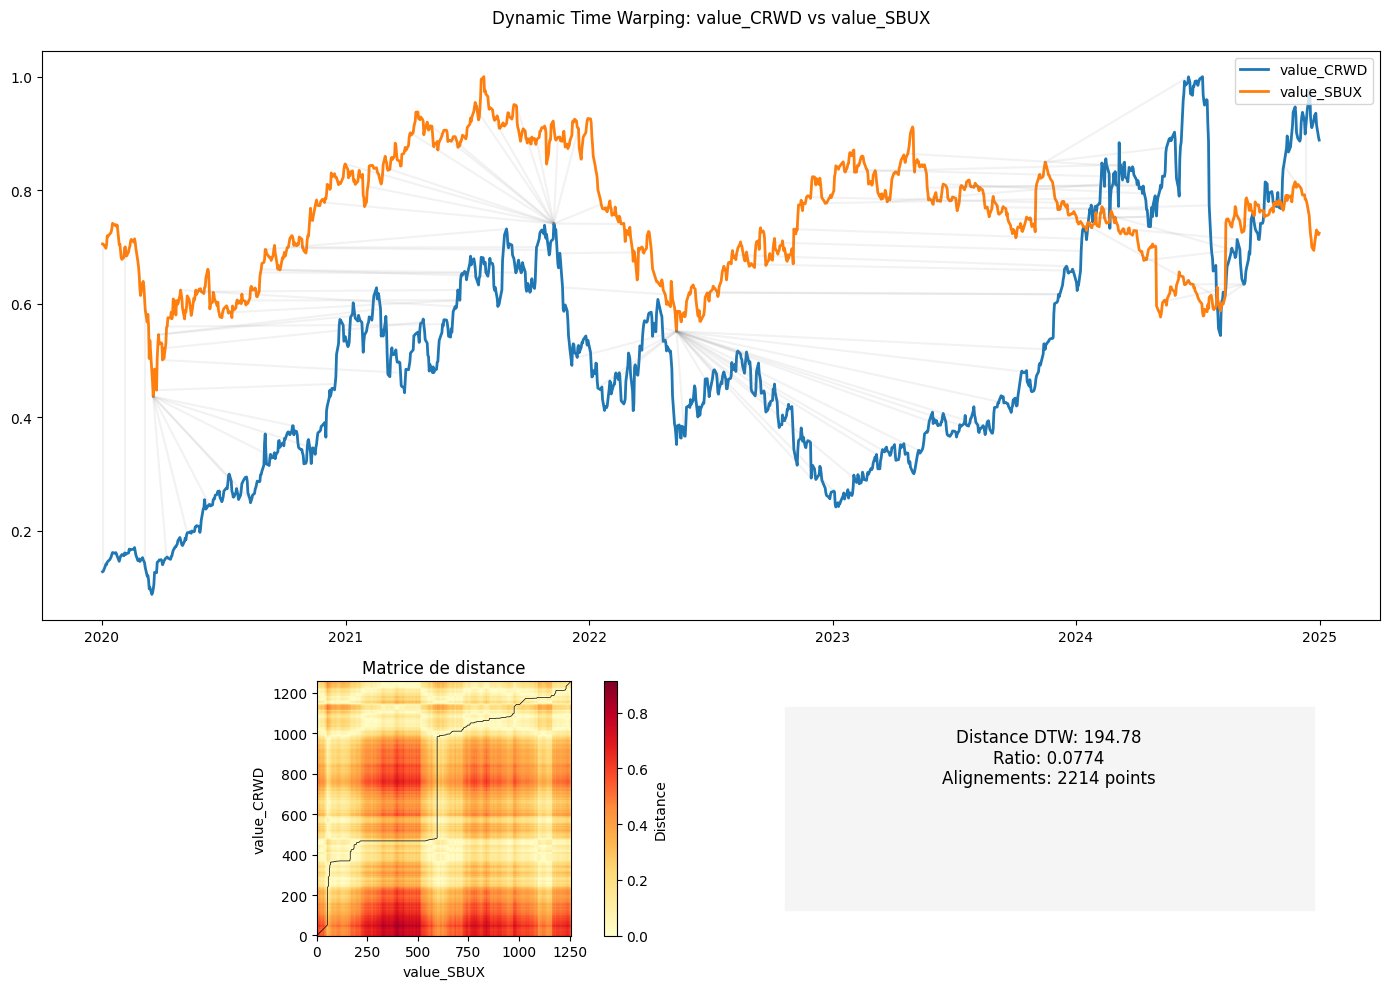 Dynamic Time Warping: value_CRWD vs value_SBUX
value_CRWD
value_SBUX
1.0
0.8
0.6
0.4
0.2
2020 2021 2022 2023 2024 2025
Matrice de distance
value_CRWD
1200
1000
800
600
400
200
0
0 250 500 750 1000 1250
value_SBUX
0.8
0.6
0.4
0.2
0.0
Distance
Distance DTW: 194.78
Ratio: 0.0774
Alignements: 2214 points